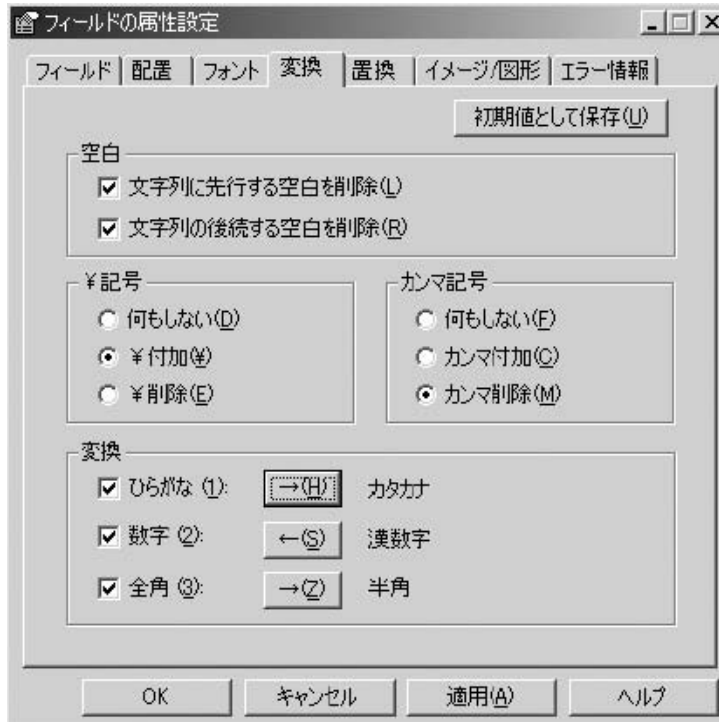 フィールドの属性設定
フィールド 配置 フォント 変換 置換 イメージ/図形 エラー情報
初期値として保存(U)
空白
文字列に先行する空白を削除(L)
文字列の後続する空白を削除(R)
¥記号 カンマ記号
何もしない(D) 何もしない(F)
¥付加(¥) カンマ付加(C)
¥削除(E) カンマ削除(M)
変換
ひらがな (1): →(H) カタカナ
数字 (2): ←(S) 漢数字
全角 (3): →(Z) 半角
OK キャンセル 適用(A) ヘルプ